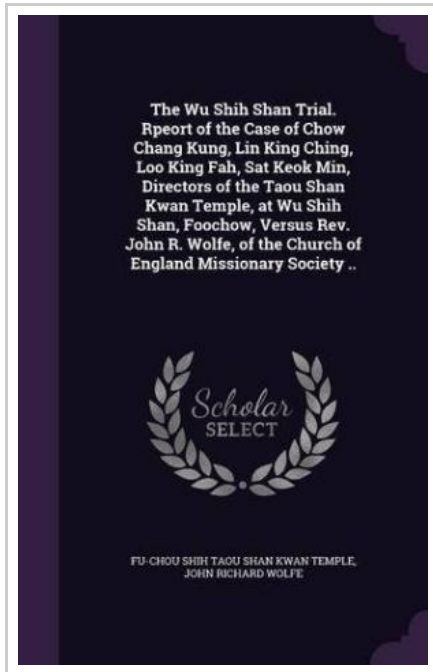 The Wu Shih Shan Trial.
Rpeort of the Case of Chow
Chang Kung, Lin King Ching,
Loo King Fah, Sat Keok Min,
Directors of the Taou Shan
Kwan Temple, at Wu Shih
Shan, Foochow, Versus Rev.
John R. Wolfe, of the Church of
England Missionary Society ..
Scholar
SELECT
FU-CHOU SHIH TAOU SHAN KWAN TEMPLE,
JOHN RICHARD WOLFE